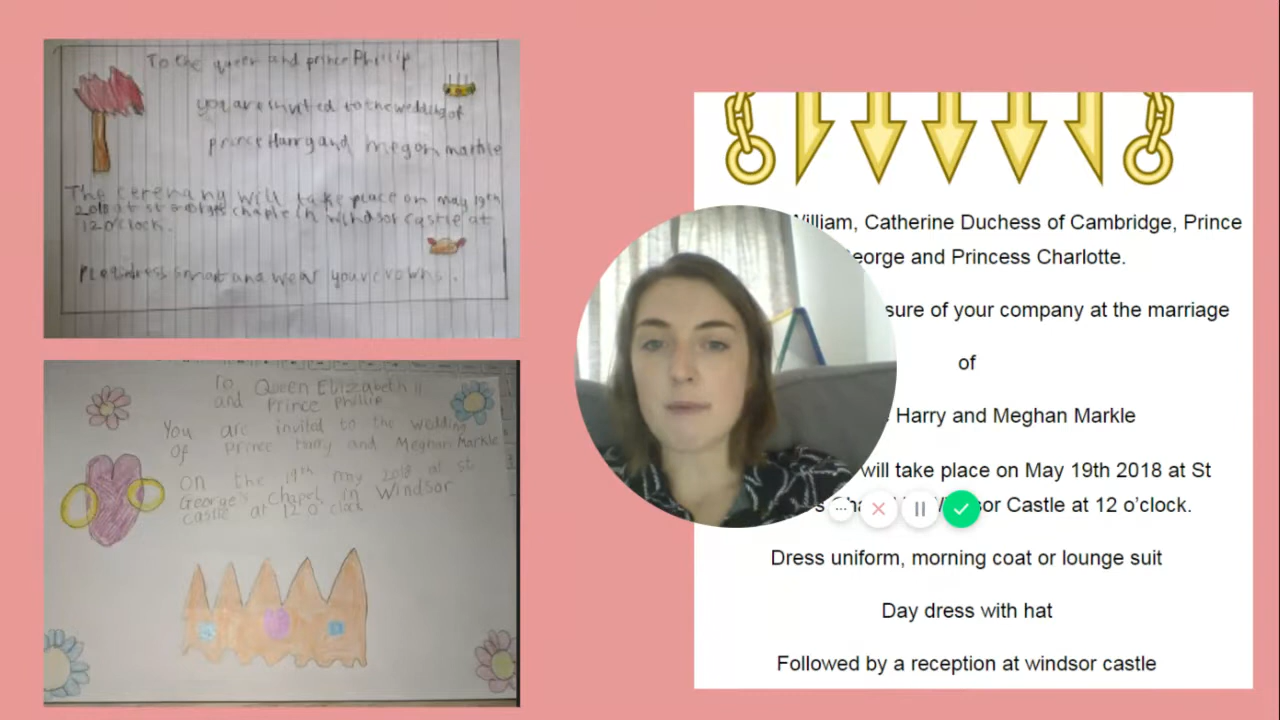 To the queen and prince Phillip
you are invited to the wedding of
prince Harry and megon markle
The ceremany will take place on may 19th
2018 at st georges chaple in windsor castle at
12 o'clock.
dress smart and wear your crowns.
To Queen Elizabeth II
and Prince Phillip
You are invited to the wedding
of Prince Harry and Meghan Markle
on the 19th may 2018 at st
George's Chapel in Windsor
castle at 12 o'clock
William, Catherine Duchess of Cambridge, Prince
eorge and Princess Charlotte.
sure of your company at the marriage
of
Harry and Meghan Markle
will take place on May 19th 2018 at St
sor Castle at 12 o’clock.
Dress uniform, morning coat or lounge suit
Day dress with hat
Followed by a reception at windsor castle